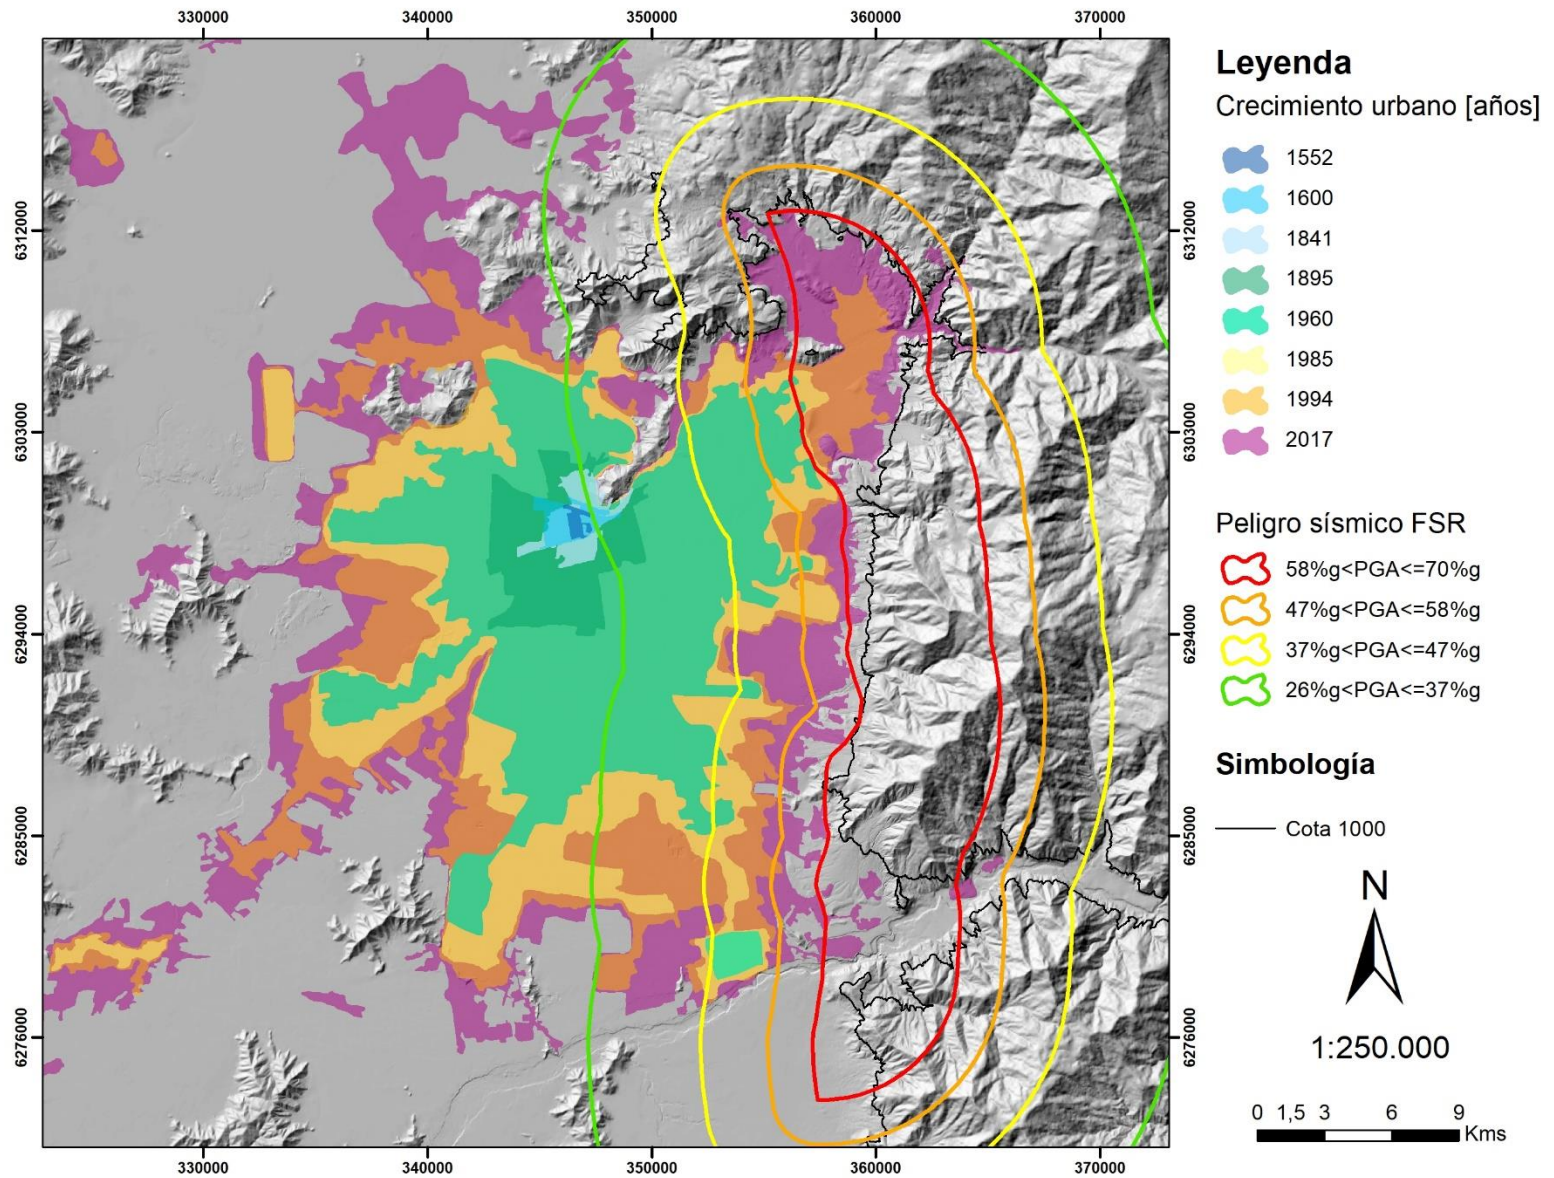 330000 340000 350000 360000 370000
6312000
6303000
6294000
6285000
6276000
6312000
6303000
6294000
6285000
6276000
330000 340000 350000 360000 370000
Leyenda
Crecimiento urbano [años]
1552
1600
1841
1895
1960
1985
1994
2017
Peligro sísmico FSR
58%g<PGA<=70%g
47%g<PGA<=58%g
37%g<PGA<=47%g
26%g<PGA<=37%g
Simbología
Cota 1000
N
1:250.000
0 1,5 3 6 9
Kms